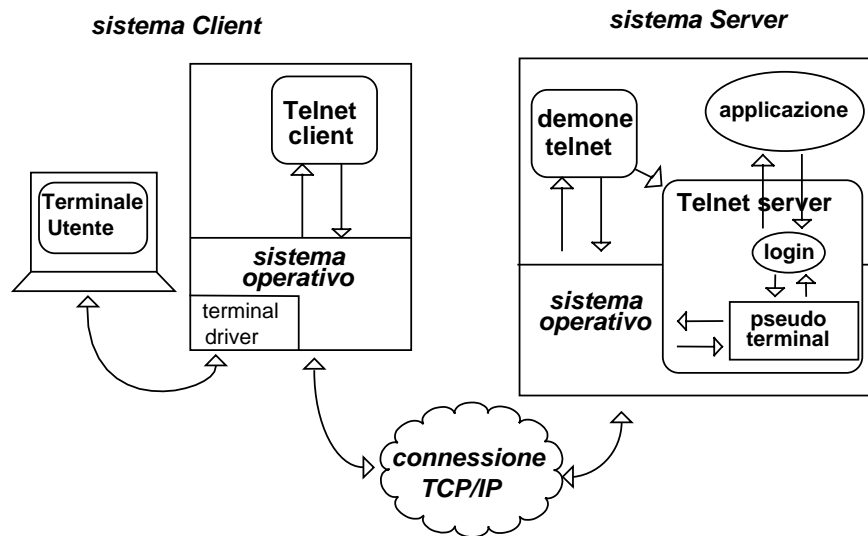 sistema Client
sistema Server
Telnet
client
demone
telnet
applicazione
Terminale
Utente
Telnet server
login
sistema
operativo
terminal
driver
sistema
operativo
pseudo
terminal
connessione
TCP/IP